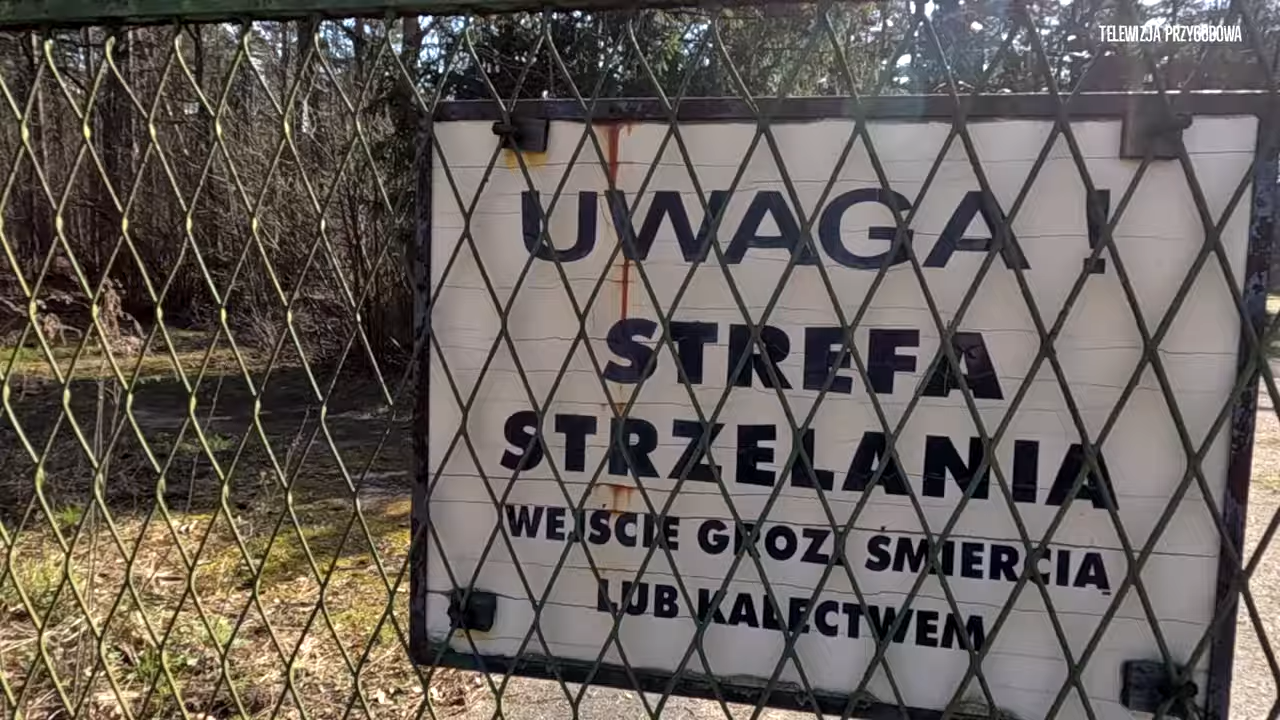 TELEWIZJA PRZYGODOWA
UWAGA !
STREFA
STRZELANIA
WEJŚCIE GROZI ŚMIERCIĄ
LUB KALECTWEM